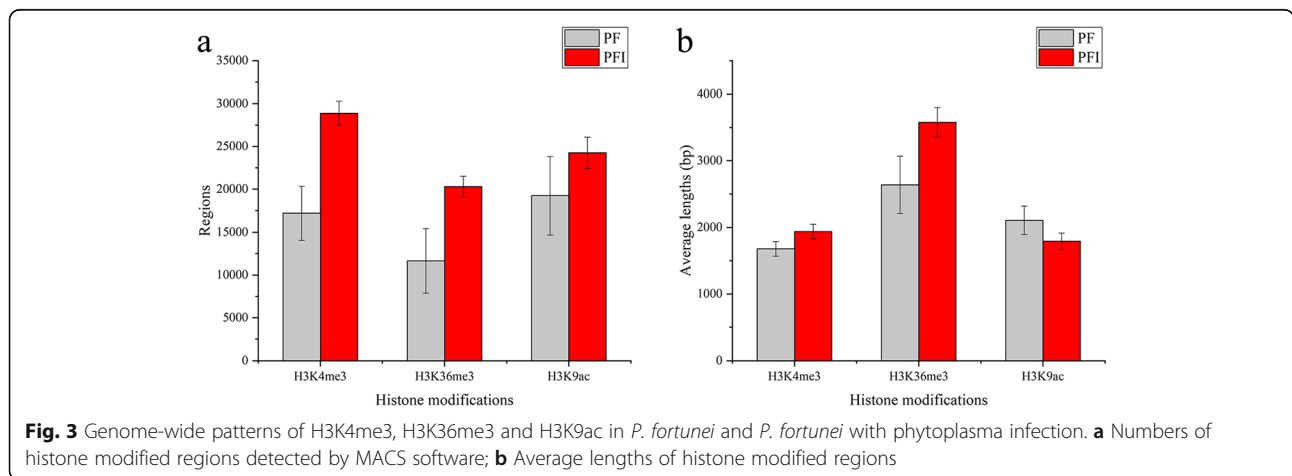 a
PF
PFI
35000
30000
25000
20000
15000
10000
5000
0
Regions
H3K4me3 H3K36me3 H3K9ac
Histone modifications
b
PF
PFI
4000
3000
2000
1000
0
Average lengths (bp)
H3K4me3 H3K36me3 H3K9ac
Histone modifications
Fig. 3 Genome-wide patterns of H3K4me3, H3K36me3 and H3K9ac in P. fortunei and P. fortunei with phytoplasma infection. a Numbers of
histone modified regions detected by MACS software; b Average lengths of histone modified regions